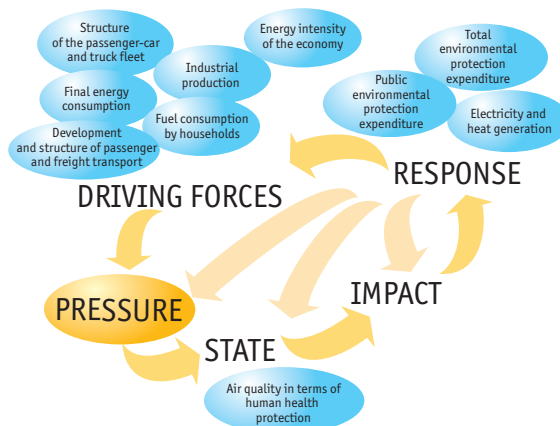 Structure
of the passenger-car
and truck fleet
Energy intensity
of the economy
Industrial
production
Final energy
consumption
Fuel consumption
by households
Development
and structure of passenger
and freight transport
Total
environmental
protection
expenditure
Public
environmental
protection
expenditure
Electricity and
heat generation
RESPONSE
DRIVING FORCES
IMPACT
PRESSURE
STATE
Air quality in terms of
human health
protection